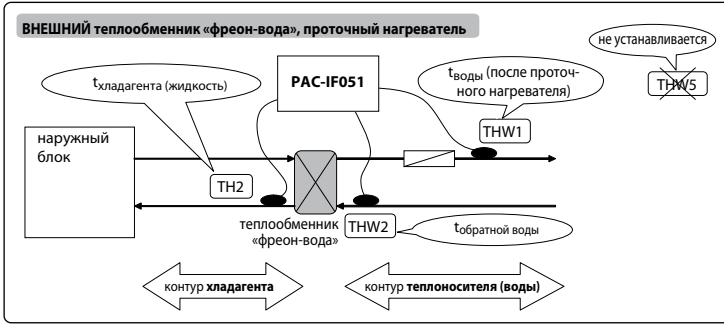 ВНЕШНИЙ теплообменник «фреон-вода», проточный нагреватель
не устанавливается
THW5
tхладагента (жидкость)
PAC-IF051
tводы (после проточ-
ного нагревателя)
THW1
наружный
блок
TH2
теплообменник
«фреон-вода»
THW2
tобратной воды
контур хладагента
контур теплоносителя (воды)